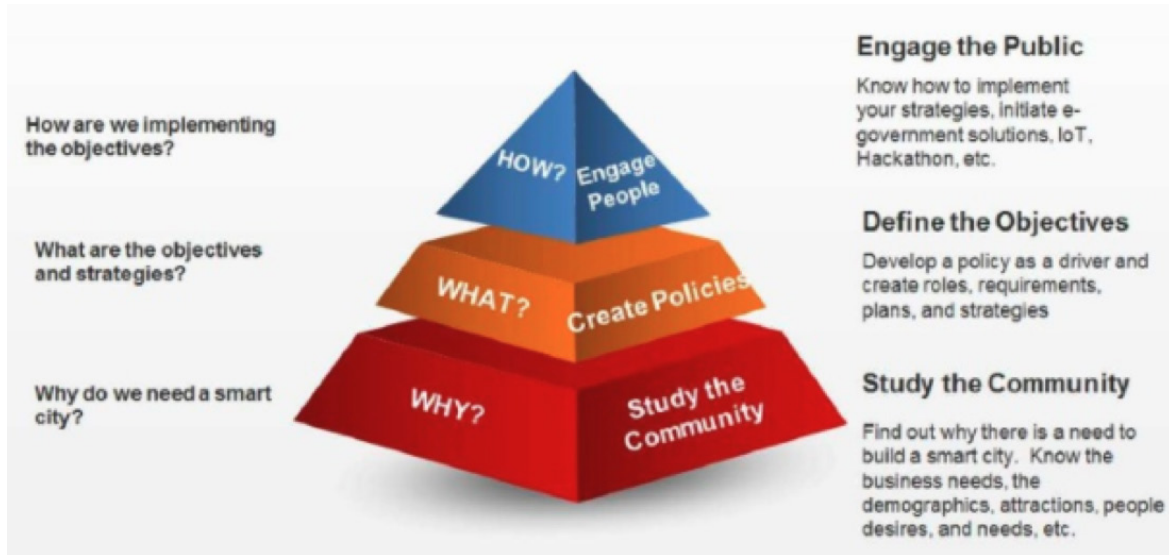 How are we implementing
the objectives?
HOW?
Engage
People
Engage the Public
Know how to implement
your strategies, initiate e-
government solutions, IoT,
Hackathon, etc.
What are the objectives
and strategies?
WHAT?
Create Policies
Define the Objectives
Develop a policy as a driver and
create roles, requirements,
plans, and strategies
Why do we need a smart
city?
WHY?
Study the
Community
Study the Community
Find out why there is a need to
build a smart city. Know the
business needs, the
demographics, attractions, people
desires, and needs, etc.